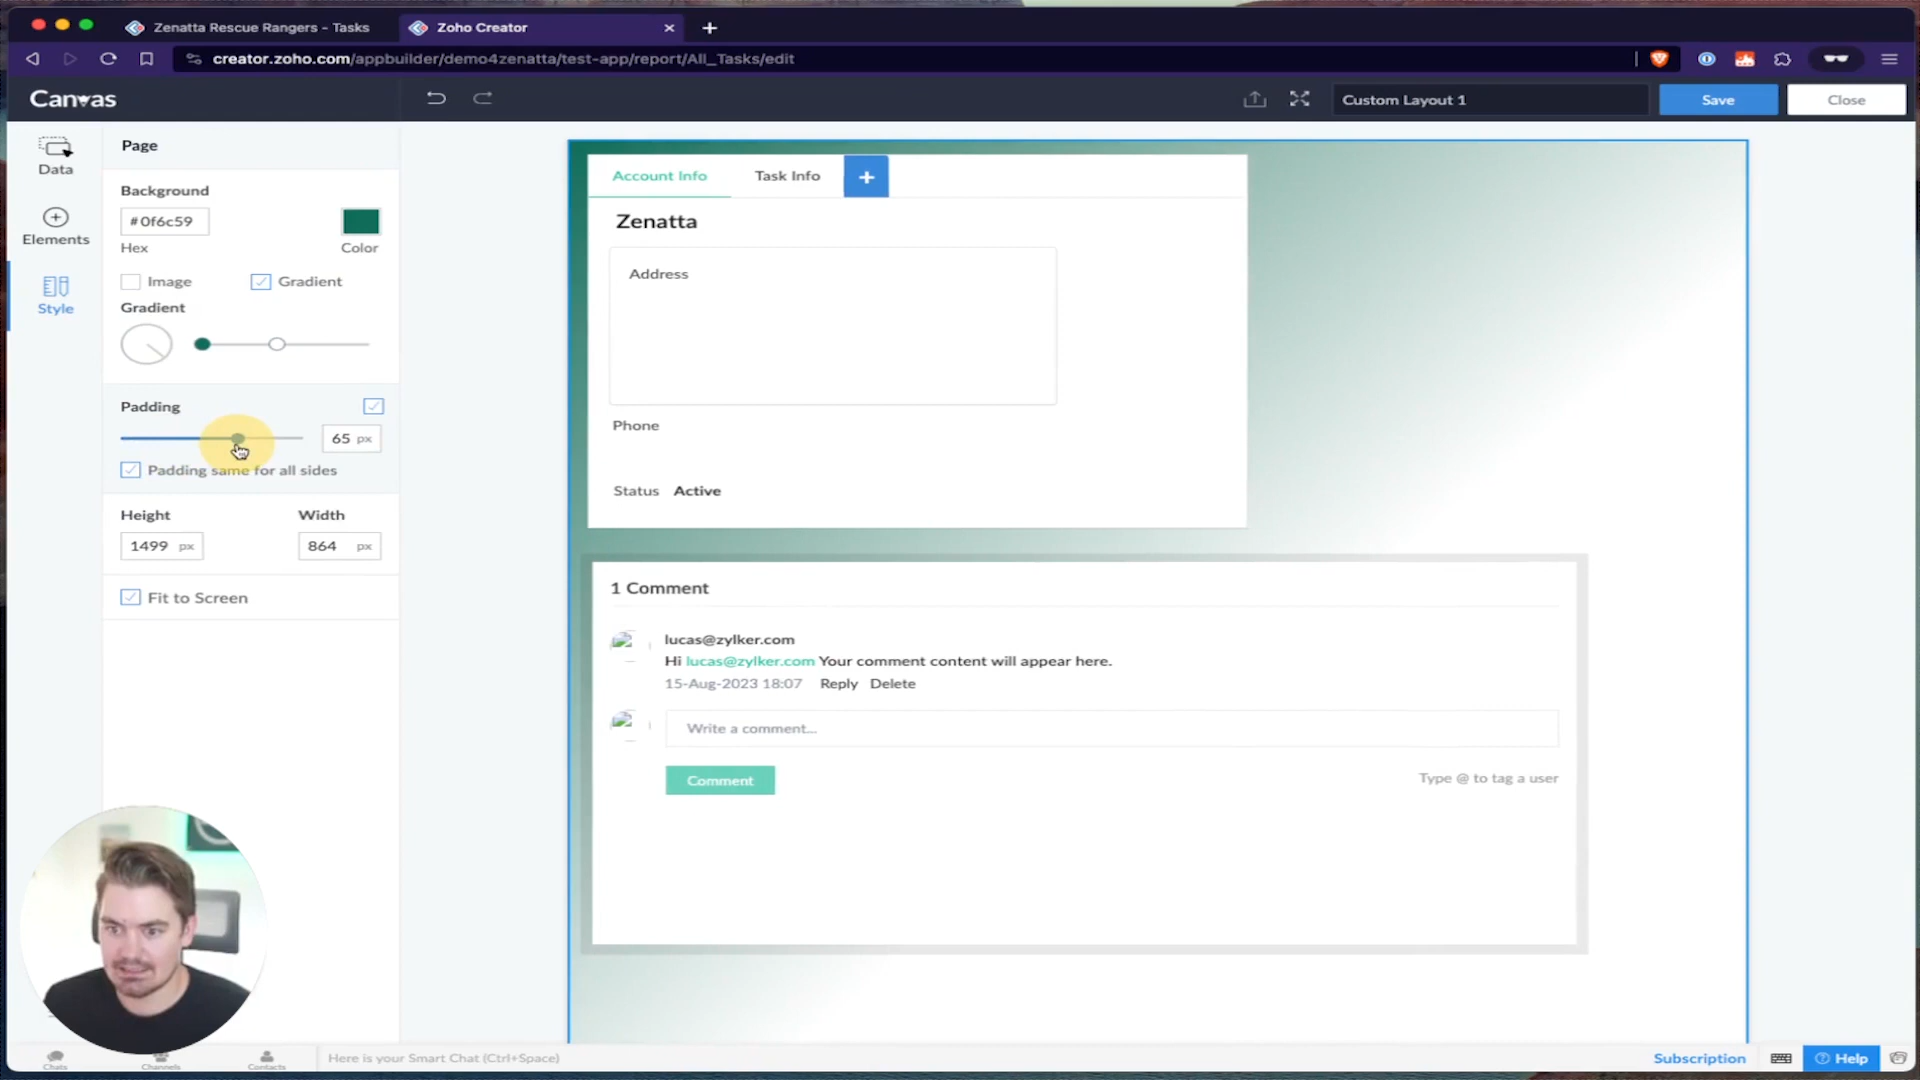 Zenatta Rescue Rangers - Tasks
Zoho Creator
creator.zoho.com/appbuilder/demo4zenatta/test-app/report/All_Tasks/edit
Canvas
Custom Layout 1
Save
Close
Data
Elements
Style
Page
Background
#0f6c59
Hex
Color
Image
Gradient
Gradient
Padding
65 px
Padding same for all sides
Height
Width
1499 px
864 px
Fit to Screen
Account Info
Task Info
Zenatta
Address
Phone
Status Active
1 Comment
lucas@zylker.com
Hi lucas@zylker.com Your comment content will appear here.
15-Aug-2023 18:07 Reply Delete
Write a comment...
Comment
Type @ to tag a user
Chats
Channels
Contacts
Here is your Smart Chat (Ctrl+Space)
Subscription
Help